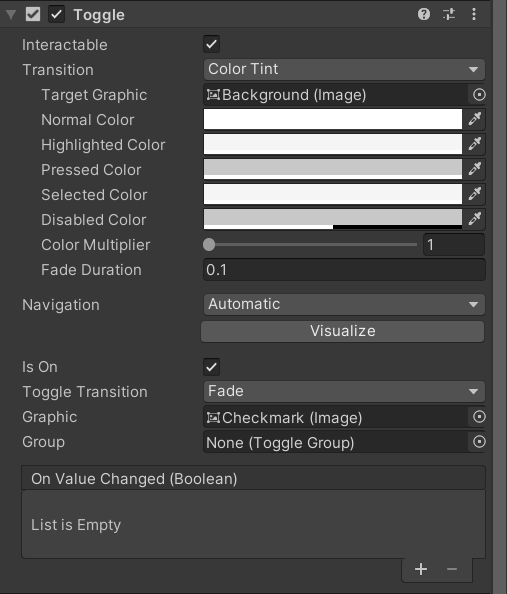 Toggle
Interactable
Transition Color Tint
Target Graphic Background (Image)
Normal Color
Highlighted Color
Pressed Color
Selected Color
Disabled Color
Color Multiplier 1
Fade Duration 0.1
Navigation Automatic
Visualize
Is On
Toggle Transition Fade
Graphic Checkmark (Image)
Group None (Toggle Group)
On Value Changed (Boolean)
List is Empty